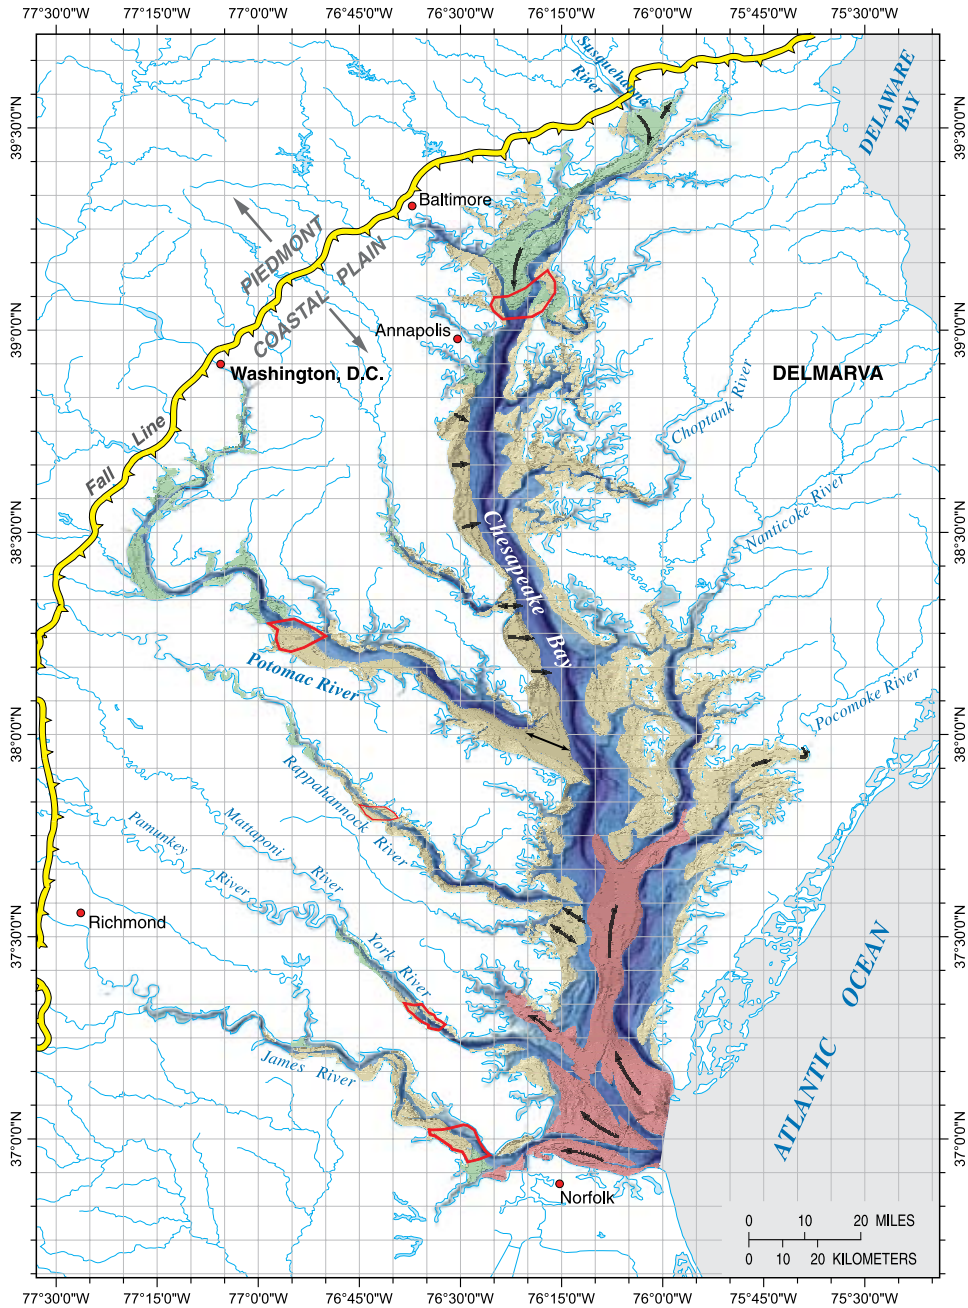 77°30'0"W 77°15'0"W 77°0'0"W 76°45'0"W 76°30'0"W 76°15'0"W 76°0'0"W 75°45'0"W 75°30'0"W
Susquehanna
River
DELAWARE
BAY
39°30'0"N
39°30'0"N
Baltimore
PIEDMONT
COASTAL PLAIN
39°0'0"N
39°0'0"N
Annapolis
Washington, D.C.
DELMARVA
Choptank River
Fall Line
Nanticoke River
38°30'0"N
38°30'0"N
Chesapeake
Bay
Potomac River
Pocomoke River
38°0'0"N
38°0'0"N
Rappahannock River
Mattaponi River
Pamunkey River
Richmond
37°30'0"N
37°30'0"N
York River
ATLANTIC OCEAN
James River
37°0'0"N
37°0'0"N
Norfolk
0 10 20 MILES
0 10 20 KILOMETERS
77°30'0"W 77°15'0"W 77°0'0"W 76°45'0"W 76°30'0"W 76°15'0"W 76°0'0"W 75°45'0"W 75°30'0"W